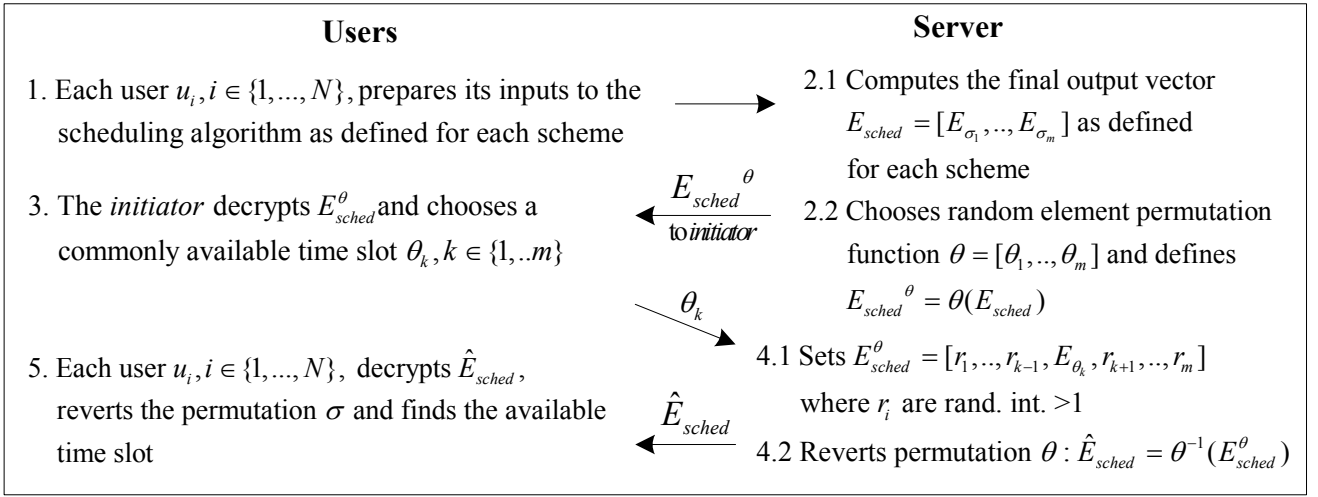 Users
1. Each user u_i, i ∈ {1,..., N}, prepares its inputs to the
scheduling algorithm as defined for each scheme
3. The initiator decrypts E^θ_sched and chooses a
commonly available time slot θ_k, k ∈ {1,..m}
5. Each user u_i, i ∈ {1,..., N}, decrypts Ê_sched,
reverts the permutation σ and finds the available
time slot
E_sched^θ
to initiator
θ_k
Ê_sched
Server
2.1 Computes the final output vector
E_sched = [E_σ_1,.., E_σ_m] as defined
for each scheme
2.2 Chooses random element permutation
function θ = [θ_1,..,θ_m] and defines
E_sched^θ = θ(E_sched)
4.1 Sets E^θ_sched = [r_1,.., r_k−1, E_θ_k, r_k+1,.., r_m]
where r_i are rand. int. >1
4.2 Reverts permutation θ : Ê_sched = θ^−1(E^θ_sched)